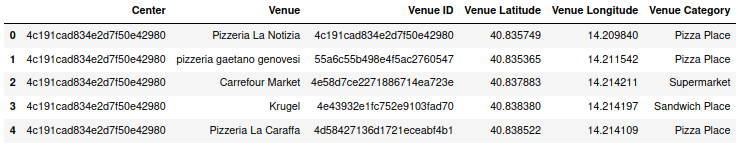 Center Venue Venue ID Venue Latitude Venue Longitude Venue Category
0 4c191cad834e2d7f50e42980 Pizzeria La Notizia 4c191cad834e2d7f50e42980 40.835749 14.209840 Pizza Place
1 4c191cad834e2d7f50e42980 pizzeria gaetano genovesi 55a6c55b498e4f5ac2760547 40.835365 14.211542 Pizza Place
2 4c191cad834e2d7f50e42980 Carrefour Market 4e58d7ce2271886714ea723e 40.837883 14.214211 Supermarket
3 4c191cad834e2d7f50e42980 Krugel 4e43932e1fc752e9103fad70 40.838380 14.214197 Sandwich Place
4 4c191cad834e2d7f50e42980 Pizzeria La Caraffa 4d58427136d1721eceabf4b1 40.838522 14.214109 Pizza Place